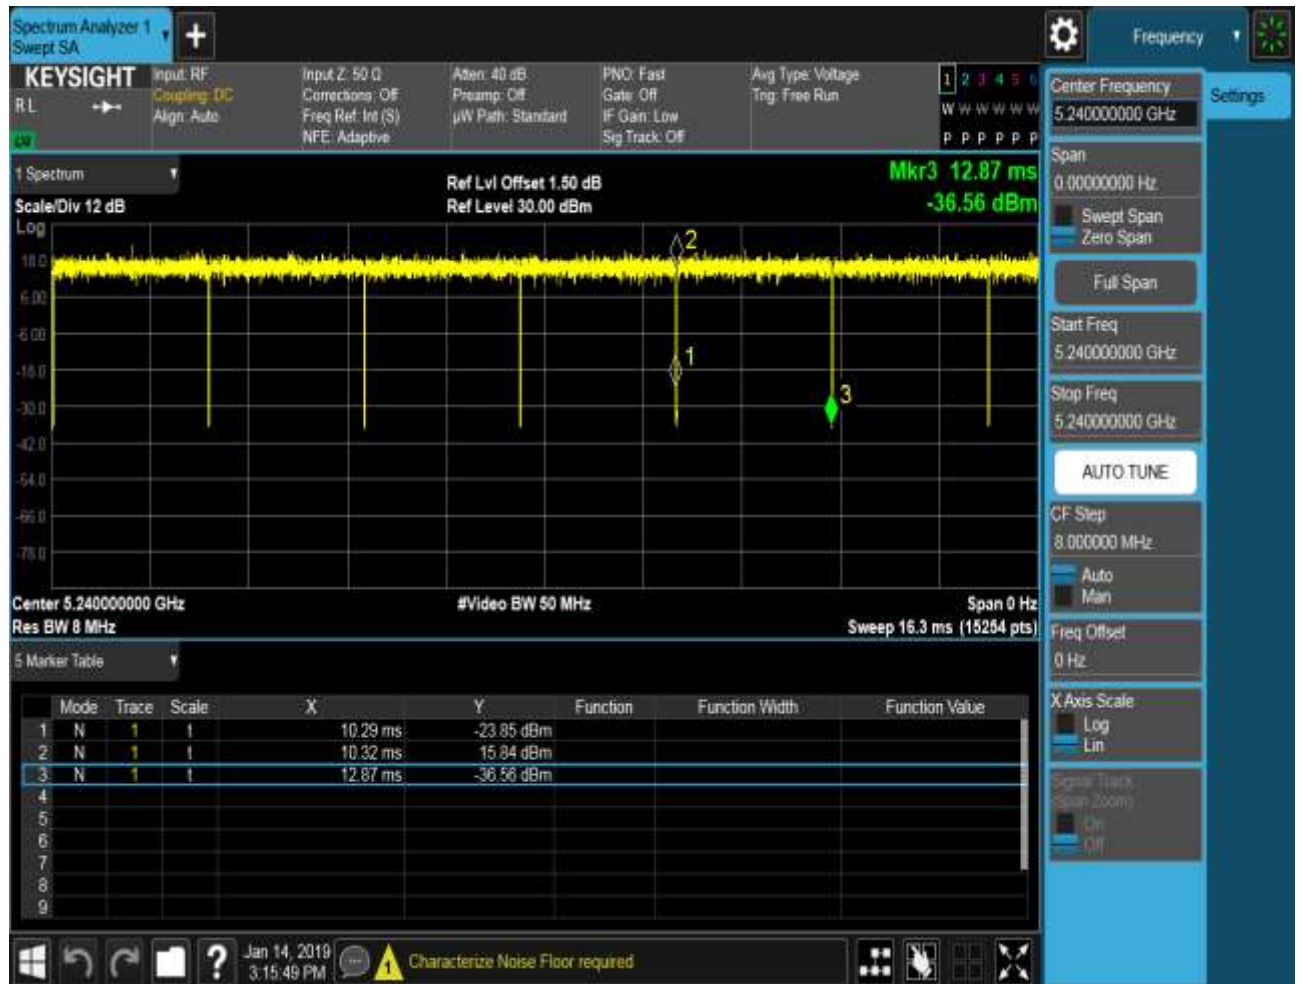 Spectrum Analyzer 1
Swept SA
+
Frequency
KEYSIGHT
RL
Input: RF
Coupling: DC
Align: Auto
Input Z: 50 Ω
Corrections: Off
Freq Ref: Int (S)
NFE: Adaptive
Atten: 40 dB
Preamp: Off
µW Path: Standard
PNO: Fast
Gate: Off
IF Gain: Low
Sig Track: Off
Avg Type: Voltage
Trig: Free Run
1 2 3 4 5 6
W W W W W W
P P P P P P
1 Spectrum
Scale/Div 12 dB
Ref Lvl Offset 1.50 dB
Ref Level 30.00 dBm
Mkr3 12.87 ms
-36.56 dBm
Log
18.0
6.00
-6.00
-18.0
-30.0
-42.0
-54.0
-66.0
-78.0
2
1
3
Center 5.240000000 GHz
#Video BW 50 MHz
Span 0 Hz
Res BW 8 MHz
Sweep 16.3 ms (15254 pts)
5 Marker Table
Mode Trace Scale X Y Function Function Width Function Value
1 N 1 t 10.29 ms -23.85 dBm
2 N 1 t 10.32 ms 15.84 dBm
3 N 1 t 12.87 ms -36.56 dBm
4
5
6
7
8
9
Center Frequency
5.240000000 GHz
Settings
Span
0.00000000 Hz
Swept Span
Zero Span
Full Span
Start Freq
5.240000000 GHz
Stop Freq
5.240000000 GHz
AUTO TUNE
CF Step
8.000000 MHz
Auto
Man
Freq Offset
0 Hz
X Axis Scale
Log
Lin
Signal Track
(Span Zoom)
On
Off
?
Jan 14, 2019
3:15:49 PM
1
Characterize Noise Floor required